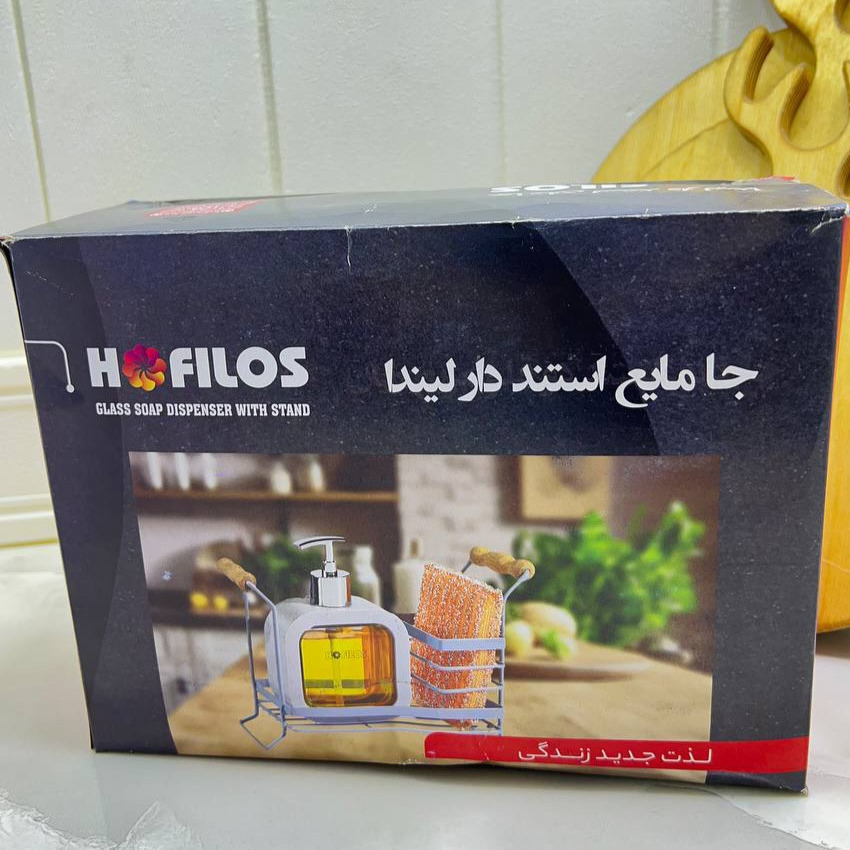 HOFILOS
GLASS SOAP DISPENSER WITH STAND
جا مایع استند دار لیندا
HOFILOS
لذت جدید زندگی